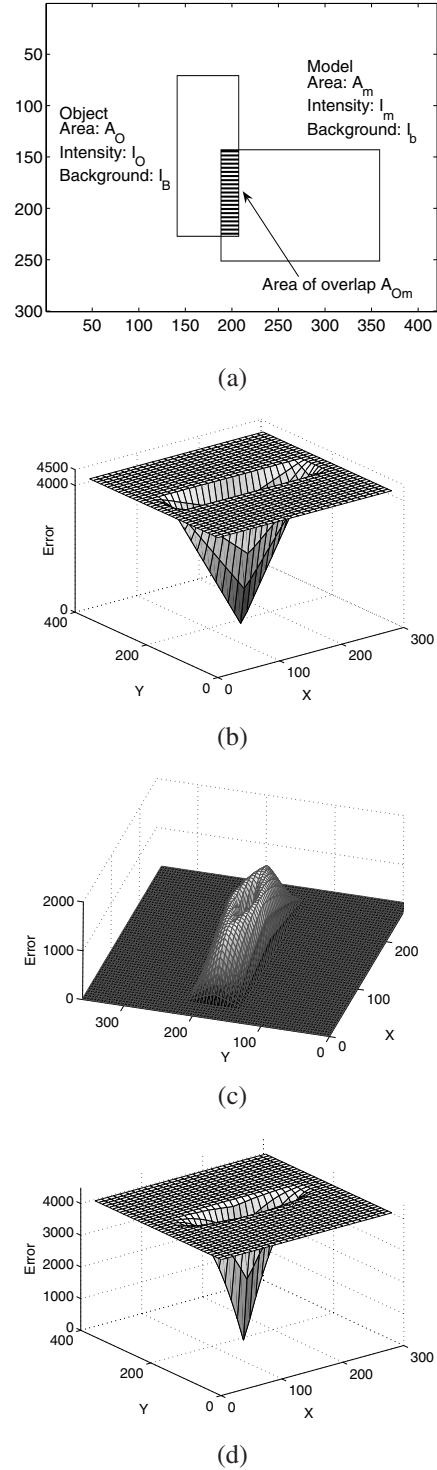 0
50
Model
Area: A_m
Intensity: I_m
Background: I_b
100
Object
Area: A_O
Intensity: I_O
Background: I_B
150
200
250
Area of overlap A_Om
300
50 100 150 200 250 300 350 400
(a)
4500
4000
Error
0
400
200
0
Y
0
100
200
300
X
(b)
2000
1000
0
Error
300
200
100
0
Y
0
100
200
X
(c)
4000
3000
2000
1000
0
Error
400
200
0
Y
0
100
200
300
X
(d)